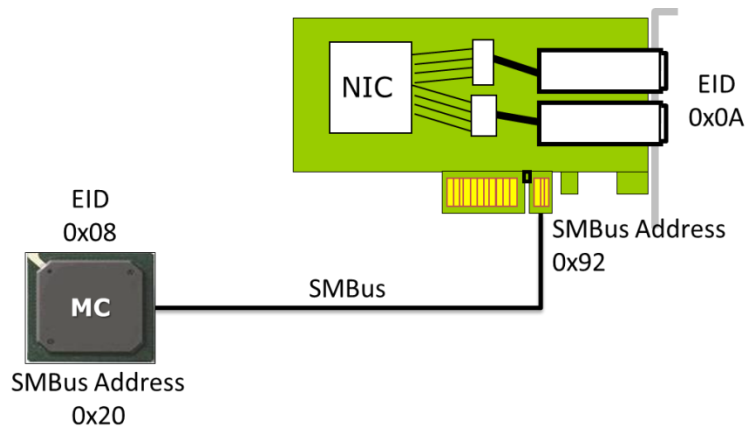 NIC
EID
0x0A
EID
0x08
SMBus Address
0x92
SMBus
MC
SMBus Address
0x20